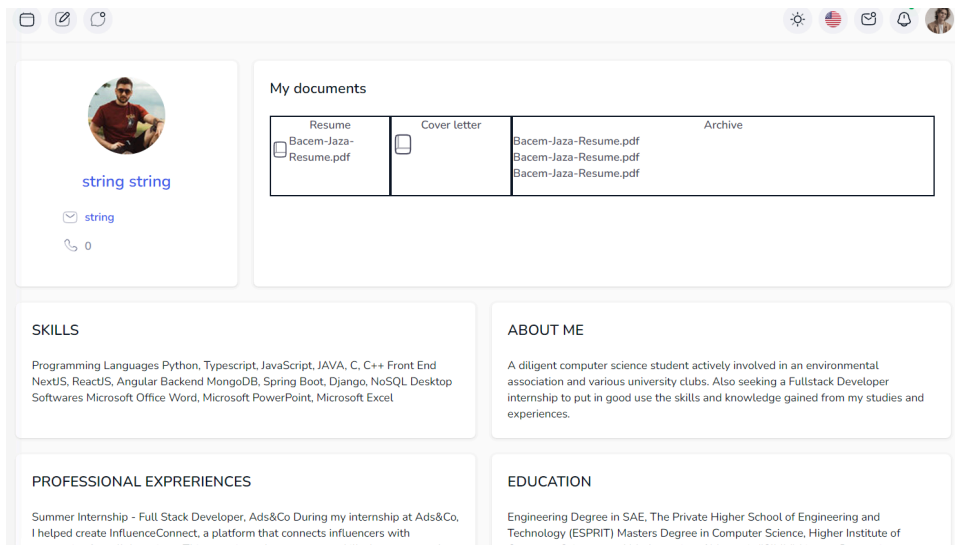 My documents
Resume
Cover letter
Archive
Bacem-Jaza-
Resume.pdf
Bacem-Jaza-Resume.pdf
Bacem-Jaza-Resume.pdf
Bacem-Jaza-Resume.pdf
string string
string
0
SKILLS
Programming Languages Python, Typescript, JavaScript, JAVA, C, C++ Front End
NextJS, ReactJS, Angular Backend MongoDB, Spring Boot, Django, NoSQL Desktop
Softwares Microsoft Office Word, Microsoft PowerPoint, Microsoft Excel
ABOUT ME
A diligent computer science student actively involved in an environmental
association and various university clubs. Also seeking a Fullstack Developer
internship to put in good use the skills and knowledge gained from my studies and
experiences.
PROFESSIONAL EXPRERIENCES
Summer Internship - Full Stack Developer, Ads&Co During my internship at Ads&Co,
I helped create InfluenceConnect, a platform that connects influencers with
EDUCATION
Engineering Degree in SAE, The Private Higher School of Engineering and
Technology (ESPRIT) Masters Degree in Computer Science, Higher Institute of